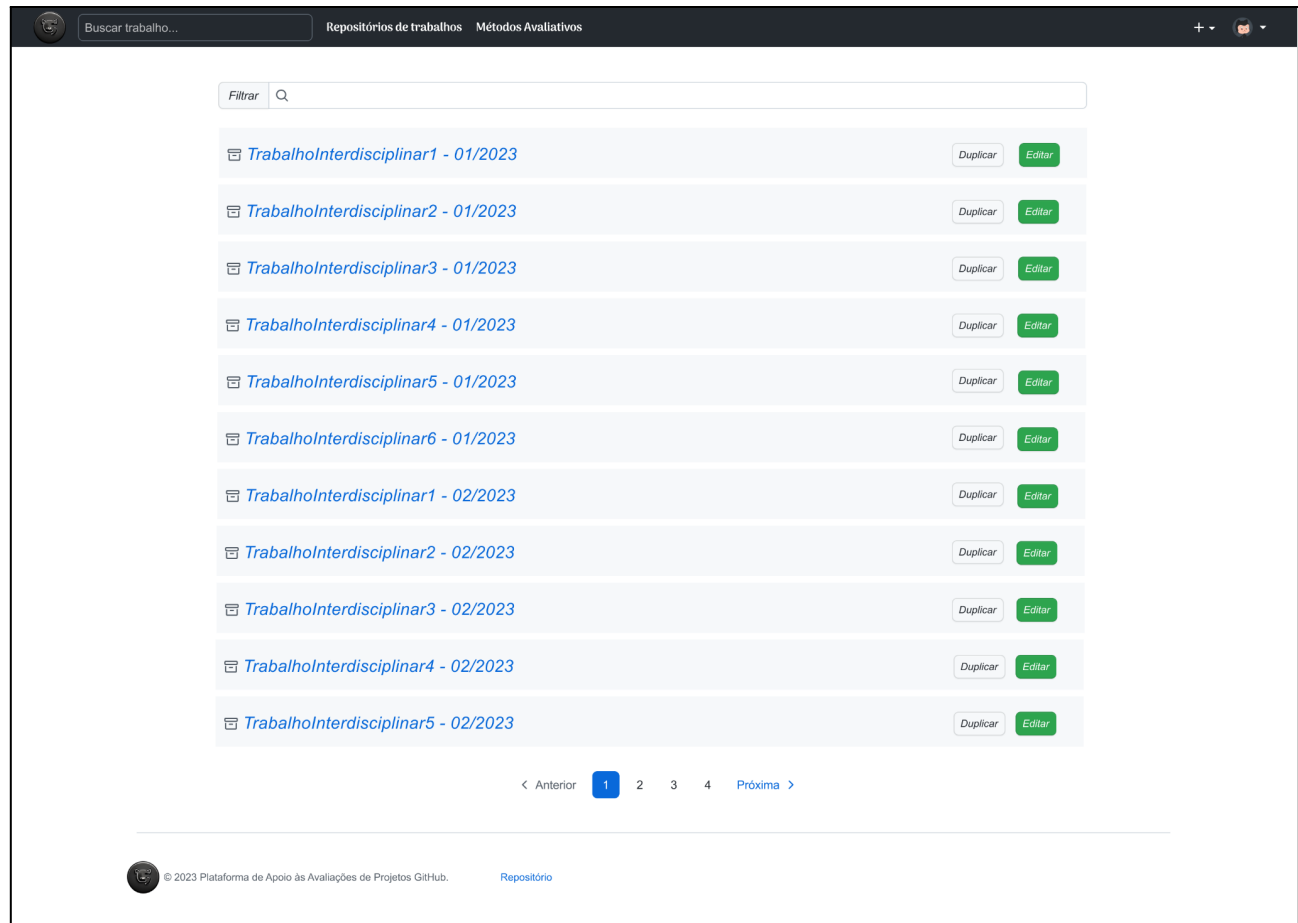 Buscar trabalho... Repositórios de trabalhos Métodos Avaliativos
Filtrar
TrabalhoInterdisciplinar1 - 01/2023 Duplicar Editar
TrabalhoInterdisciplinar2 - 01/2023 Duplicar Editar
TrabalhoInterdisciplinar3 - 01/2023 Duplicar Editar
TrabalhoInterdisciplinar4 - 01/2023 Duplicar Editar
TrabalhoInterdisciplinar5 - 01/2023 Duplicar Editar
TrabalhoInterdisciplinar6 - 01/2023 Duplicar Editar
TrabalhoInterdisciplinar1 - 02/2023 Duplicar Editar
TrabalhoInterdisciplinar2 - 02/2023 Duplicar Editar
TrabalhoInterdisciplinar3 - 02/2023 Duplicar Editar
TrabalhoInterdisciplinar4 - 02/2023 Duplicar Editar
TrabalhoInterdisciplinar5 - 02/2023 Duplicar Editar
Anterior 1 2 3 4 Próxima
© 2023 Plataforma de Apoio às Avaliações de Projetos GitHub. Repositório